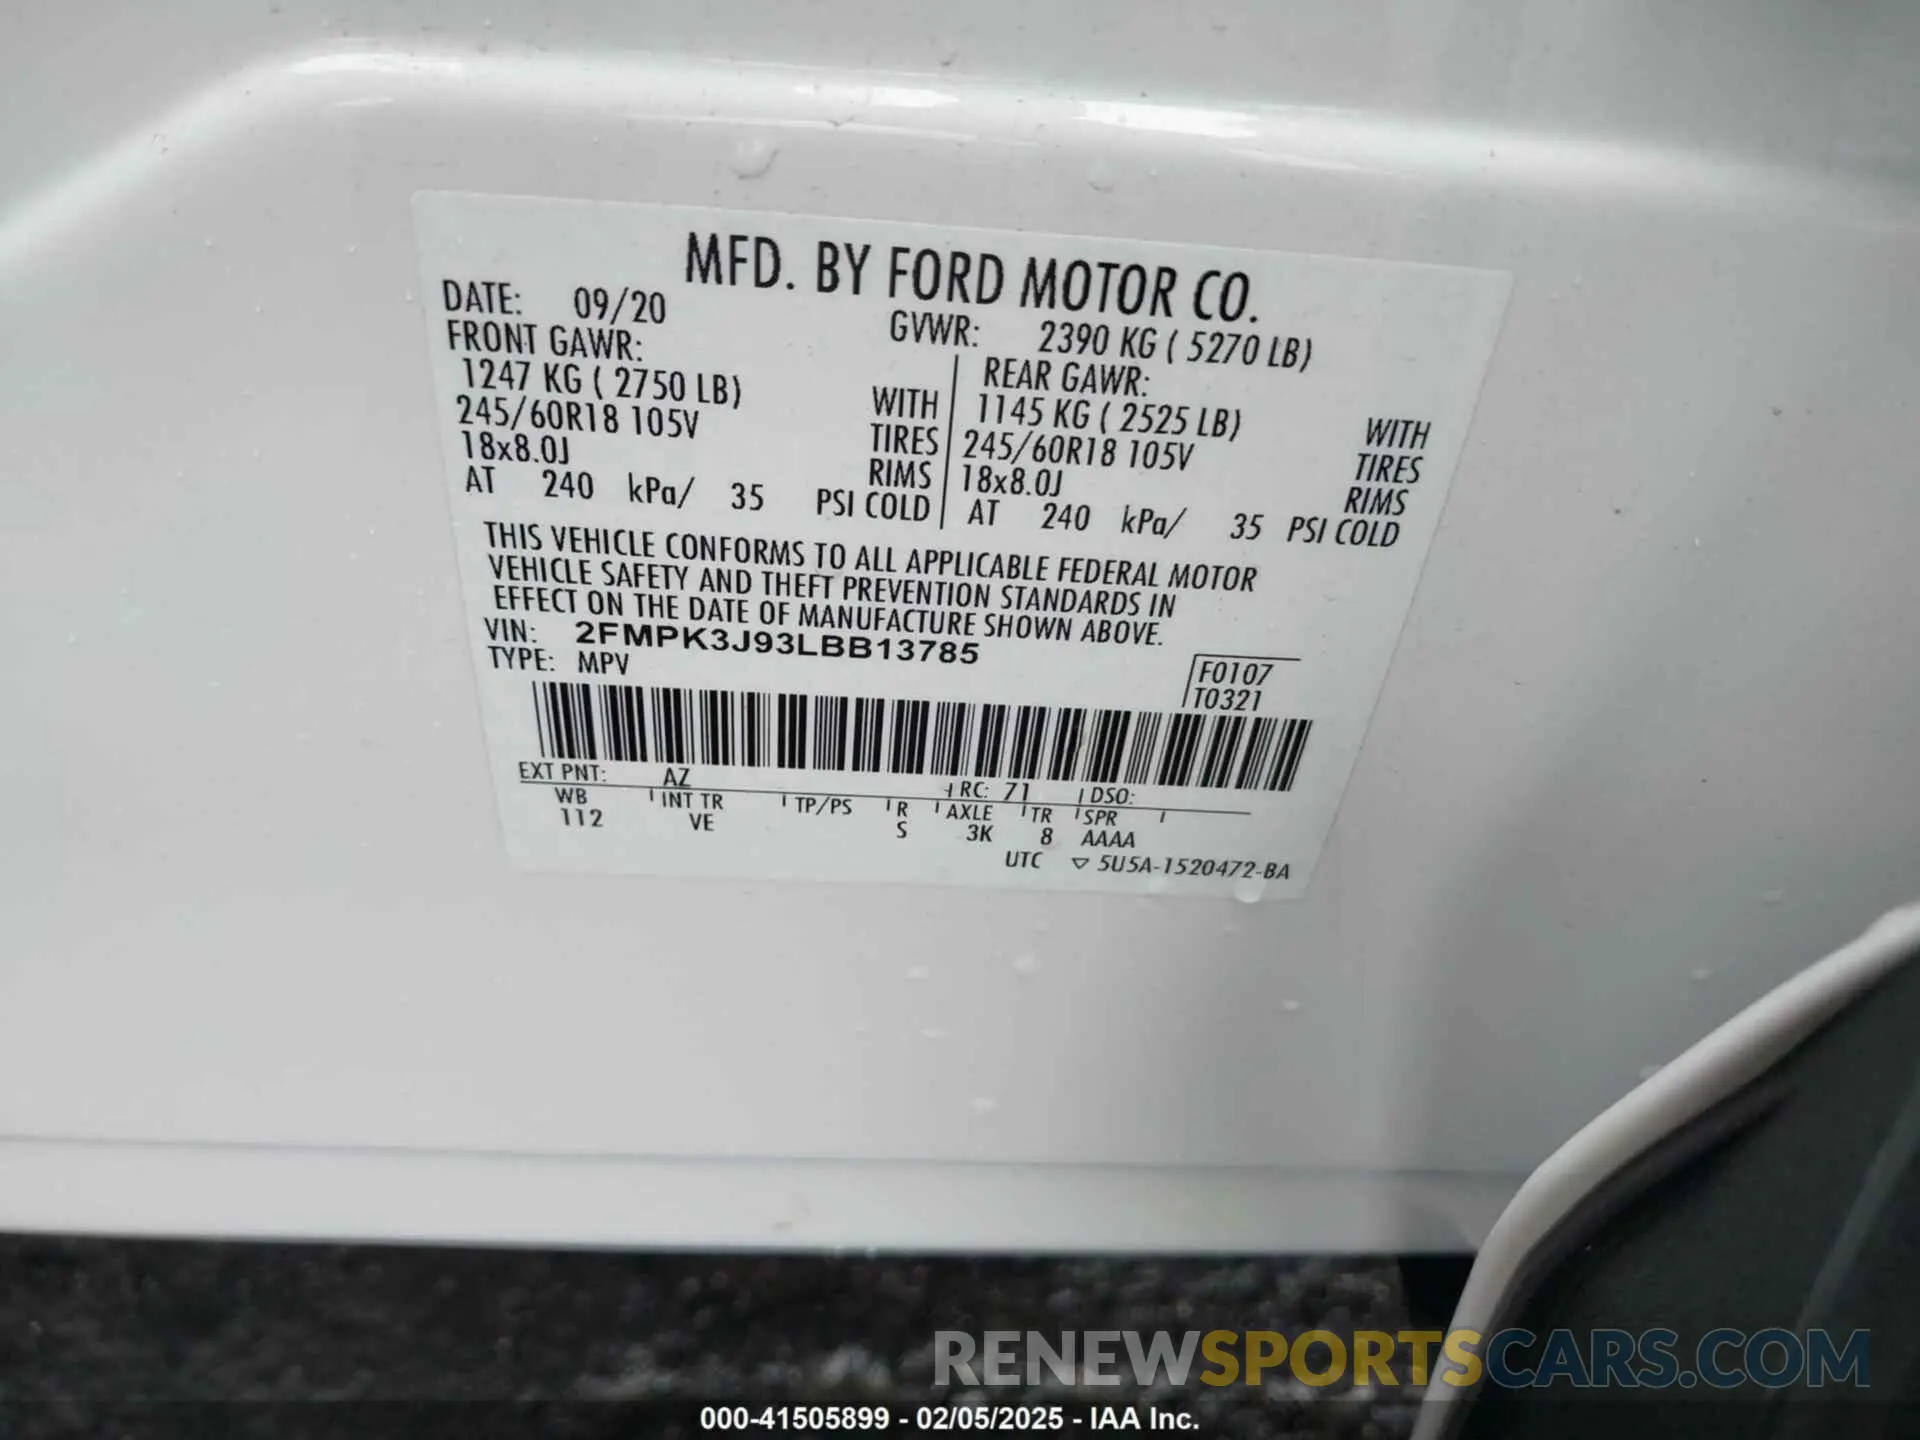 MFD. BY FORD MOTOR CO.
DATE: 09/20 GVWR: 2390 KG ( 5270 LB)
FRONT GAWR: REAR GAWR:
1247 KG ( 2750 LB) WITH 1145 KG ( 2525 LB) WITH
245/60R18 105V TIRES 245/60R18 105V TIRES
18x8.0J RIMS 18x8.0J RIMS
AT 240 kPa/ 35 PSI COLD AT 240 kPa/ 35 PSI COLD
THIS VEHICLE CONFORMS TO ALL APPLICABLE FEDERAL MOTOR
VEHICLE SAFETY AND THEFT PREVENTION STANDARDS IN
EFFECT ON THE DATE OF MANUFACTURE SHOWN ABOVE.
VIN: 2FMPK3J93LBB13785
TYPE: MPV F0107
T0321
EXT PNT: AZ RC: 71 DSO:
WB INT TR TP/PS R AXLE TR SPR
112 VE S 3K 8 AAAA
UTC ▽ 5U5A-1520472-BA
RENEWSPORTSCARS.COM
000-41505899 - 02/05/2025 - IAA Inc.